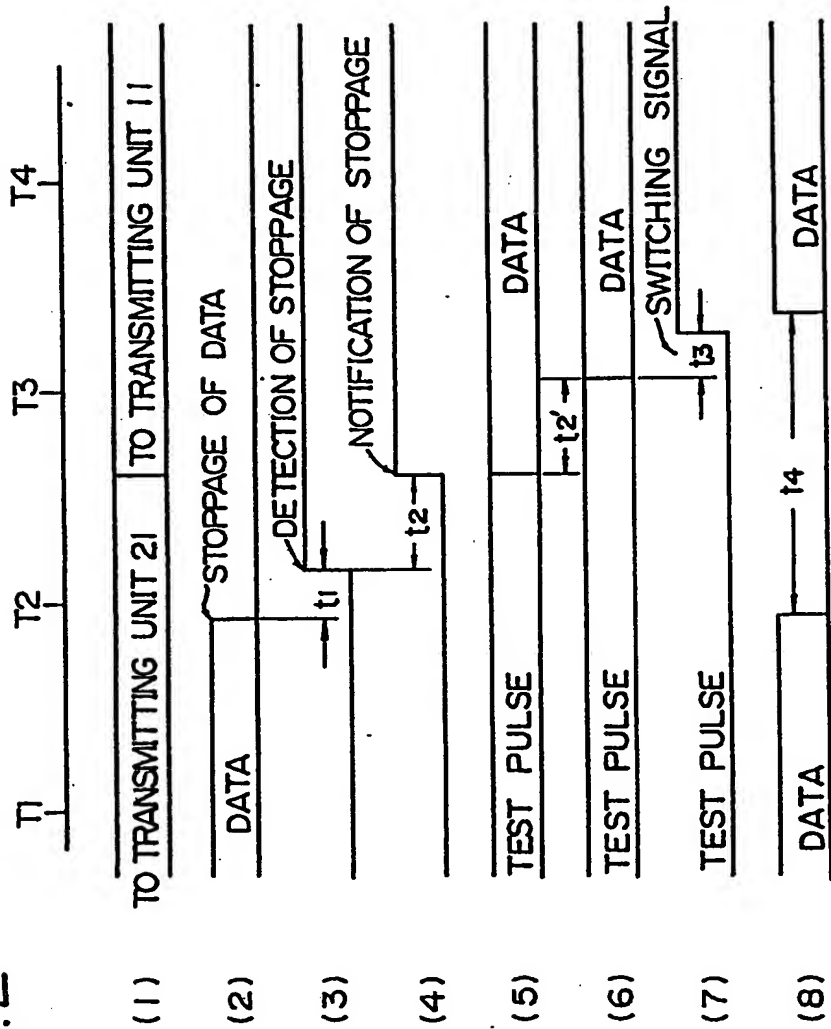 T1 T2 T3 T4
(1) TO TRANSMITTING UNIT 21 TO TRANSMITTING UNIT 11
(2) DATA STOPPAGE OF DATA
(3) t1 DETECTION OF STOPPAGE
(4) t2 NOTIFICATION OF STOPPAGE
(5) TEST PULSE DATA
t2'
(6) TEST PULSE DATA
(7) TEST PULSE t3 SWITCHING SIGNAL
(8) DATA t4 DATA